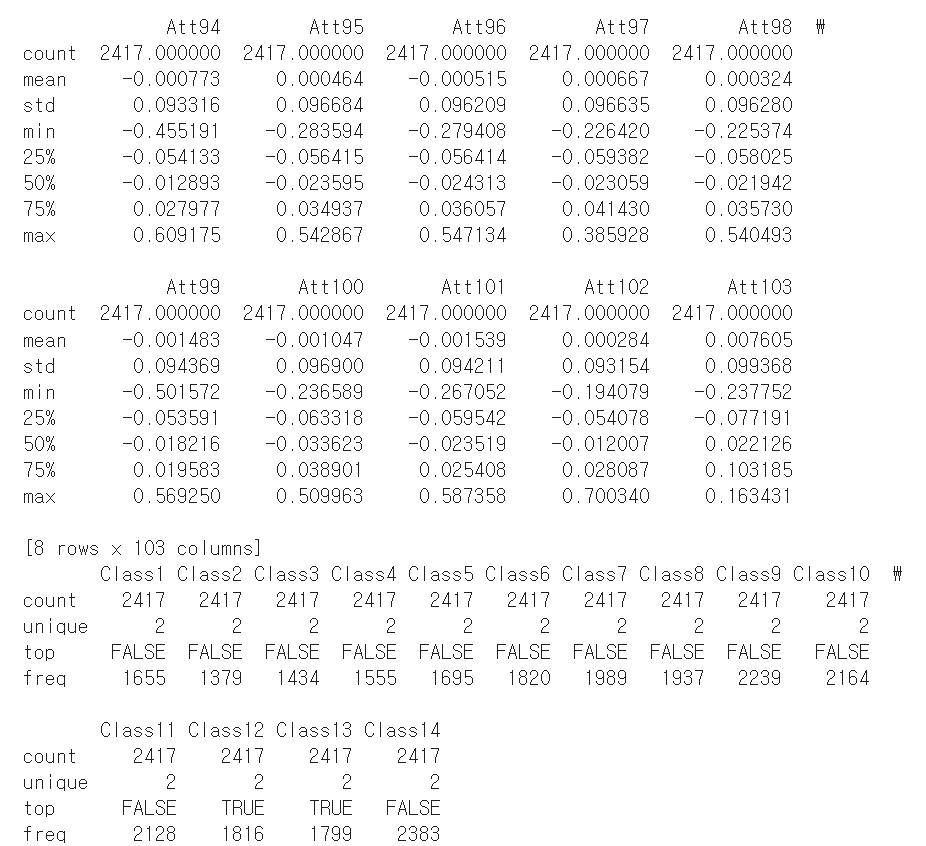 Att94 Att95 Att96 Att97 Att98 ₩
count 2417.000000 2417.000000 2417.000000 2417.000000 2417.000000
mean -0.000773 0.000464 -0.000515 0.000667 0.000324
std 0.093316 0.096684 0.096209 0.096635 0.096280
min -0.455191 -0.283594 -0.279408 -0.226420 -0.225374
25% -0.054133 -0.056415 -0.056414 -0.059382 -0.058025
50% -0.012893 -0.023595 -0.024313 -0.023059 -0.021942
75% 0.027977 0.034937 0.036057 0.041430 0.035730
max 0.609175 0.542867 0.547134 0.385928 0.540493
Att99 Att100 Att101 Att102 Att103
count 2417.000000 2417.000000 2417.000000 2417.000000 2417.000000
mean -0.001483 -0.001047 -0.001539 0.000284 0.007605
std 0.094369 0.096900 0.094211 0.093154 0.099368
min -0.501572 -0.236589 -0.267052 -0.194079 -0.237752
25% -0.053591 -0.063318 -0.059542 -0.054078 -0.077191
50% -0.018216 -0.033623 -0.023519 -0.012007 0.022126
75% 0.019583 0.038901 0.025408 0.028087 0.103185
max 0.569250 0.509963 0.587358 0.700340 0.163431
[8 rows x 103 columns]
Class1 Class2 Class3 Class4 Class5 Class6 Class7 Class8 Class9 Class10 ₩
count 2417 2417 2417 2417 2417 2417 2417 2417 2417 2417
unique 2 2 2 2 2 2 2 2 2 2
top FALSE FALSE FALSE FALSE FALSE FALSE FALSE FALSE FALSE FALSE
freq 1655 1379 1434 1555 1695 1820 1989 1937 2239 2164
Class11 Class12 Class13 Class14
count 2417 2417 2417 2417
unique 2 2 2 2
top FALSE TRUE TRUE FALSE
freq 2128 1816 1799 2383